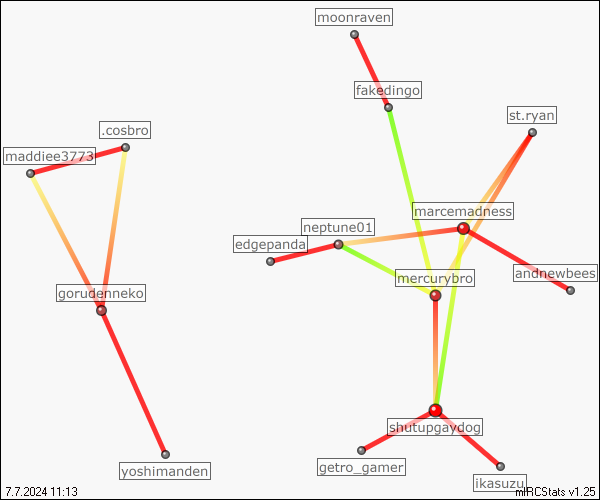 moonraven
fakedingo
st.ryan
.cosbro
maddiee3773
marcemadness
neptune01
edgepanda
andnewbees
mercurybro
gorudenneko
shutupgaydog
getro_gamer
yoshimanden
ikasuzu
7.7.2024 11:13
mIRCStats v1.25